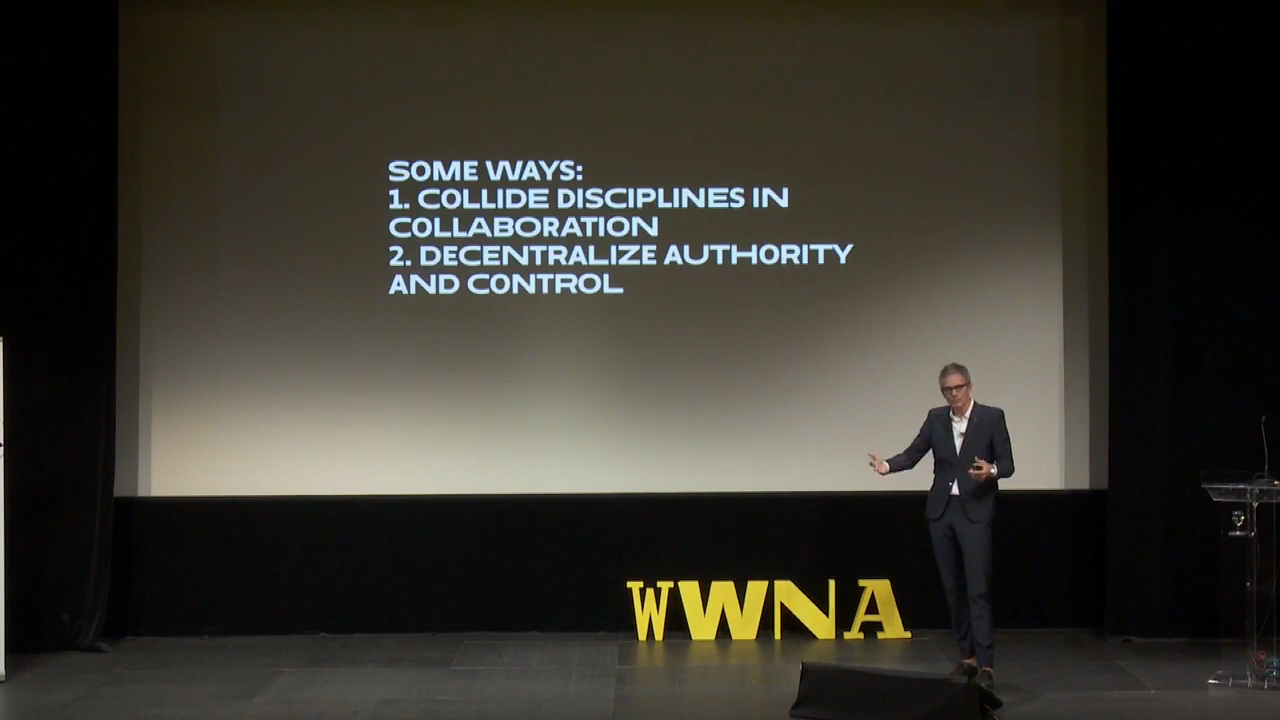 SOME WAYS:
1. COLLIDE DISCIPLINES IN
COLLABORATION
2. DECENTRALIZE AUTHORITY
AND CONTROL
WWNA